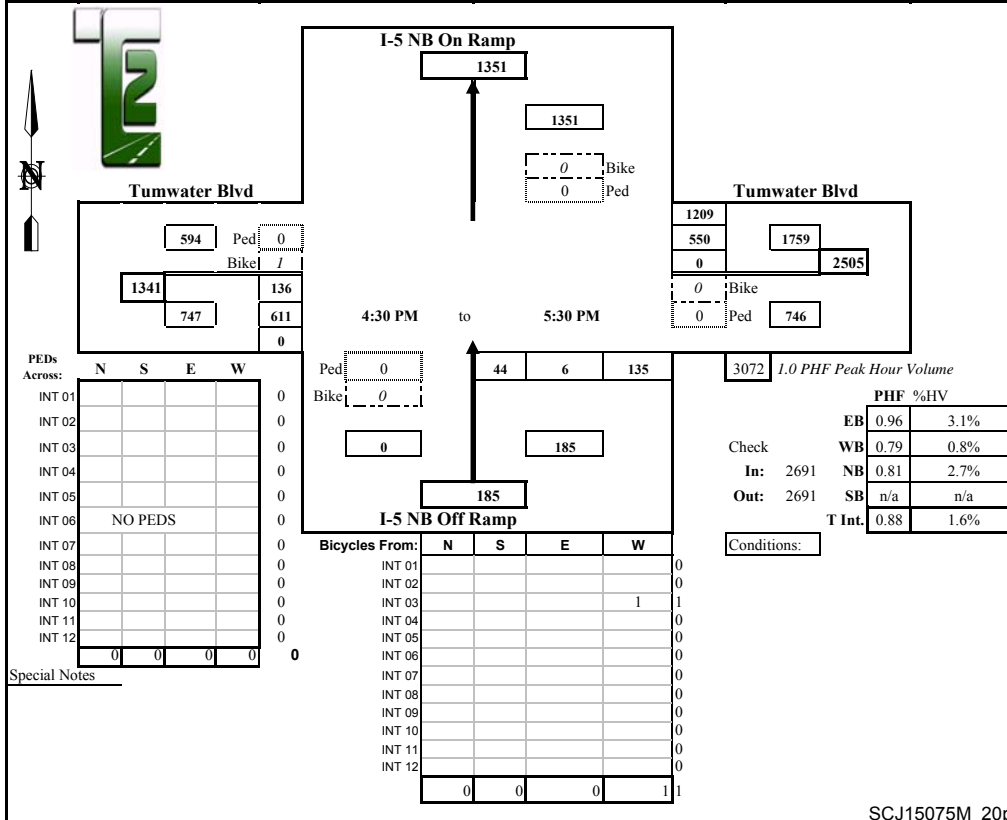 T2
I-5 NB On Ramp
1351
1351
0 Bike
0 Ped
N
Tumwater Blvd
Tumwater Blvd
1209
594 Ped 0
550 1759
Bike 1
0 2505
1341 136
0 Bike
747 611 4:30 PM to 5:30 PM
0 Ped 746
0
PEDs Across: N S E W
Ped 0 44 6 135
3072 1.0 PHF Peak Hour Volume
Bike 0
PHF %HV
EB 0.96 3.1%
0 185
Check WB 0.79 0.8%
In: 2691 NB 0.81 2.7%
185
Out: 2691 SB n/a n/a
I-5 NB Off Ramp
T Int. 0.88 1.6%
Conditions:
INT 01 0
INT 02 0
INT 03 0
INT 04 0
INT 05 0
INT 06 NO PEDS 0
INT 07 0
INT 08 0
INT 09 0
INT 10 0
INT 11 0
INT 12 0
0 0 0 0 0
Special Notes
Bicycles From: N S E W
INT 01 0
INT 02 0
INT 03 1 1
INT 04 0
INT 05 0
INT 06 0
INT 07 0
INT 08 0
INT 09 0
INT 10 0
INT 11 0
INT 12 0
0 0 0 1 1